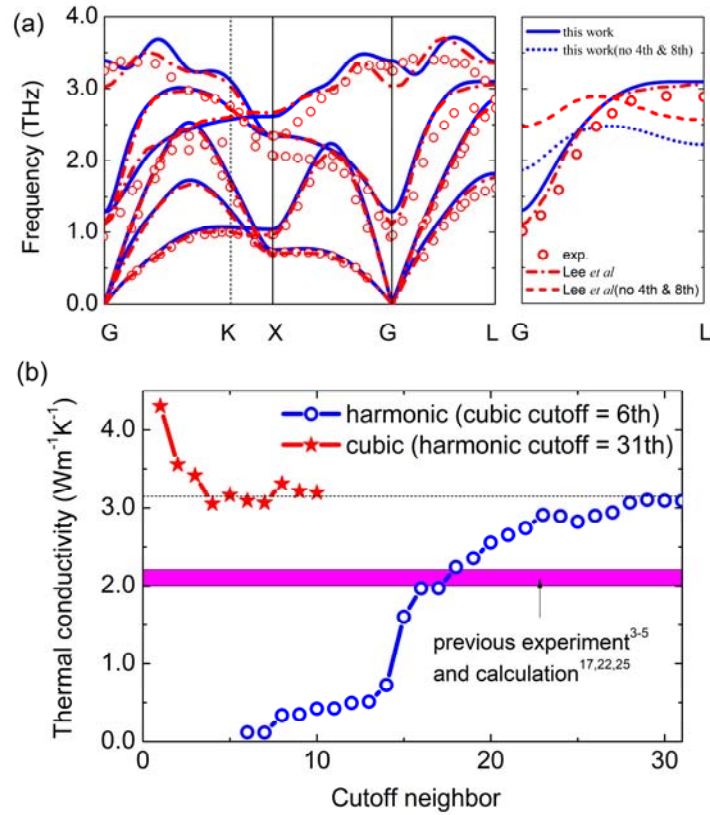 (a)
4.0
3.0
2.0
1.0
0.0
Frequency (THz)
G K X G L
this work
this work(no 4th & 8th)
exp.
Lee et al
Lee et al(no 4th & 8th)
G L
(b)
4.0
3.0
2.0
1.0
0.0
Thermal conductivity (Wm⁻¹K⁻¹)
harmonic (cubic cutoff = 6th)
cubic (harmonic cutoff = 31th)
previous experiment³⁻⁵
and calculation¹⁷,²²,²⁵
0 10 20 30
Cutoff neighbor